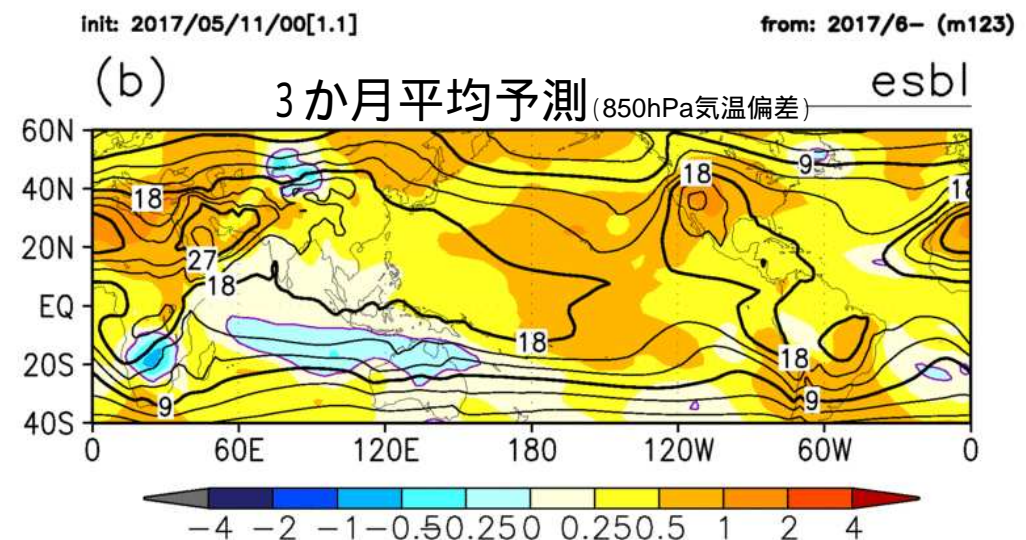 init: 2017/05/11/00[1.1] from: 2017/6- (m123)
(b) 3か月平均予測(850hPa気温偏差) esbl
60N
40N
20N
EQ
20S
40S
18 18 9 18
27
18
18 18
9 9
0 60E 120E 180 120W 60W 0
-4 -2 -1 -0.5 -0.25 0 0.25 0.5 1 2 4